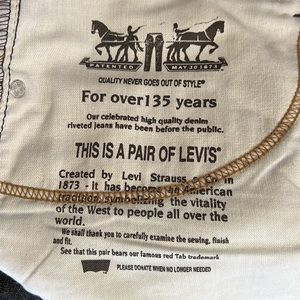 PATENTED MAY 20 1873
QUALITY NEVER GOES OUT OF STYLE®
For over 135 years
Our celebrated high quality denim
riveted jeans have been before the public.
THIS IS A PAIR OF LEVI'S®
Created by Levi Strauss & Co. in
1873 - It has become an American
tradition, symbolizing the vitality
of the West to people all over the
world.
We shall thank you to carefully examine the sewing, finish
and fit.
See that this pair bears our famous red Tab trademark
PLEASE DONATE WHEN NO LONGER NEEDED